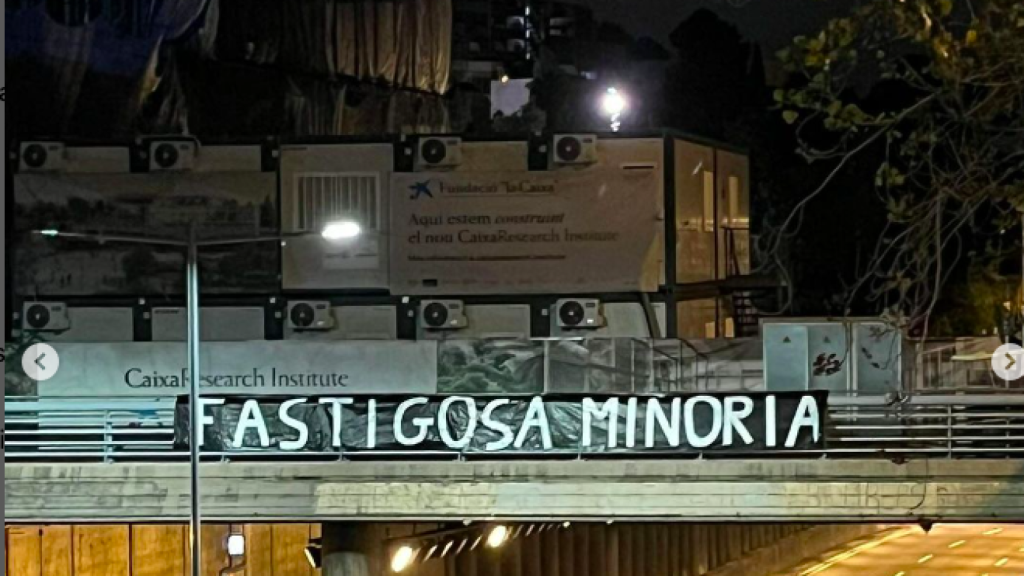 Fundació "la Caixa"
Aquí estem construint
el nou CaixaResearch Institute
CaixaResearch Institute
FASTIGOSA MINORIA